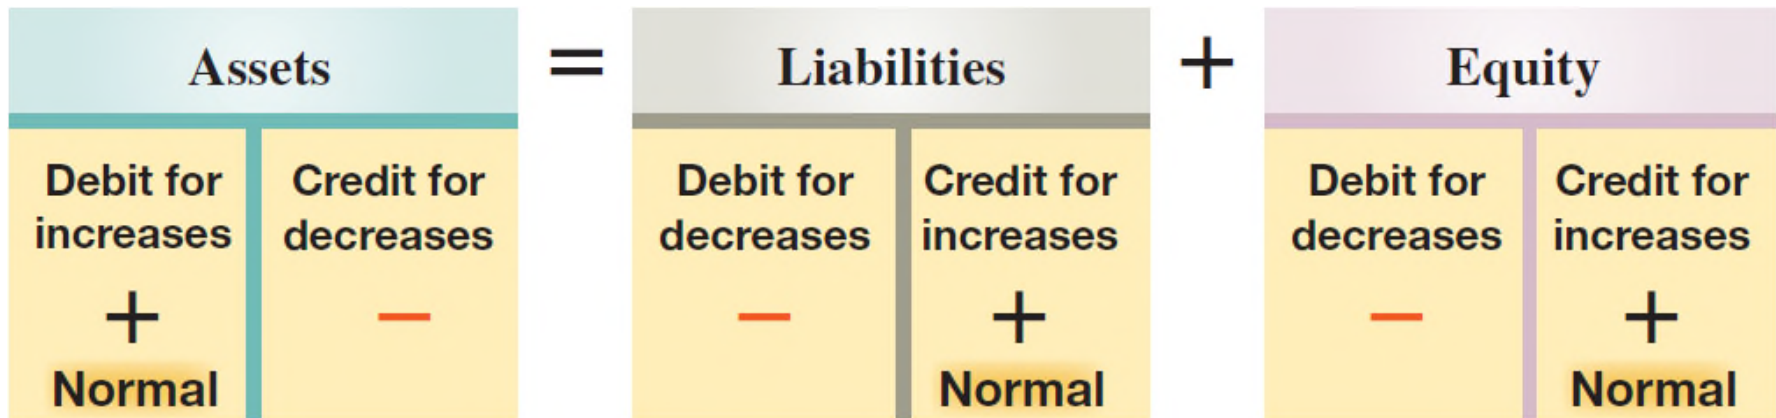 Assets = Liabilities + Equity
Debit for increases
Credit for decreases
Debit for decreases
Credit for increases
Debit for decreases
Credit for increases
+ − − + − +
Normal Normal Normal